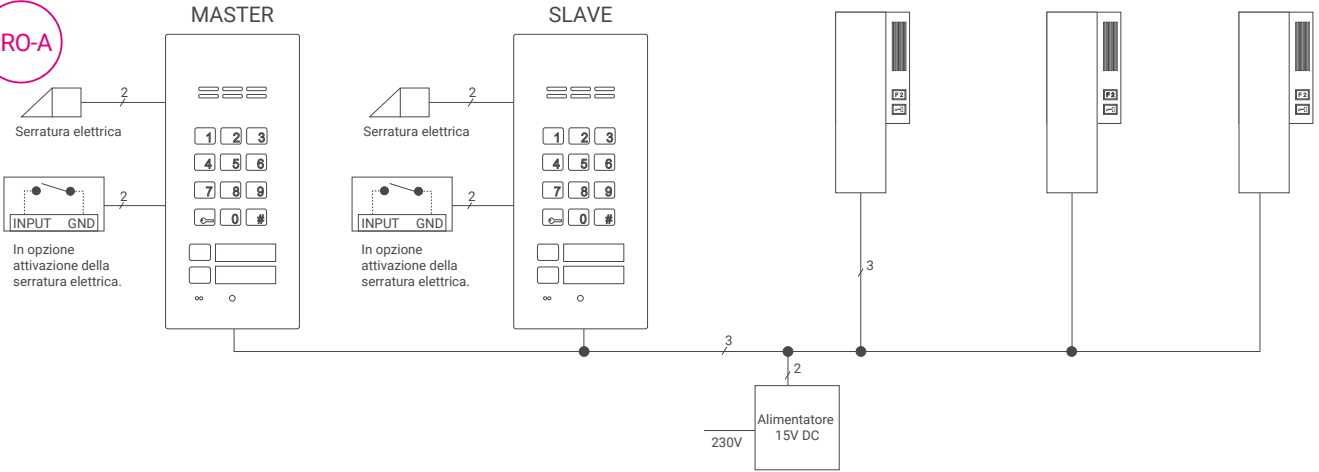 MASTER
SLAVE
RO-A
2
Serratura elettrica
2
INPUT GND
In opzione
attivazione della
serratura elettrica.
1 2 3
4 5 6
7 8 9
0 #
∞
2
Serratura elettrica
2
INPUT GND
In opzione
attivazione della
serratura elettrica.
1 2 3
4 5 6
7 8 9
0 #
∞
F2
F2
F2
3
3
2
Alimentatore
15V DC
230V